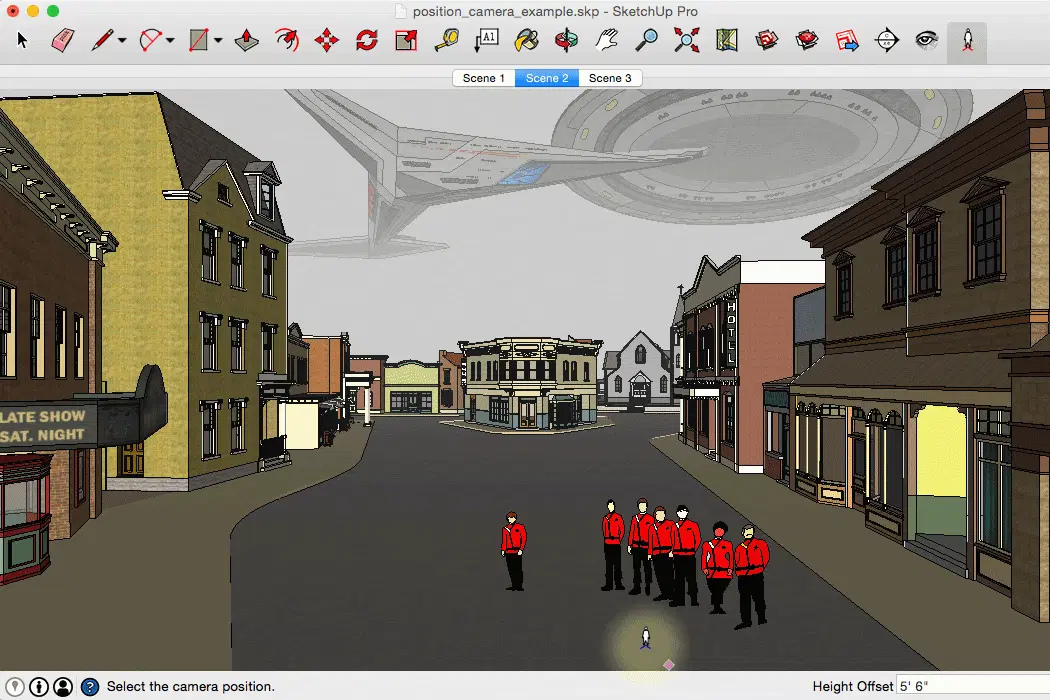 position_camera_example.skp - SketchUp Pro
A1
Scene 1
Scene 2
Scene 3
HOTEL
LATE SHOW
SAT. NIGHT
Select the camera position.
Height Offset 5' 6"